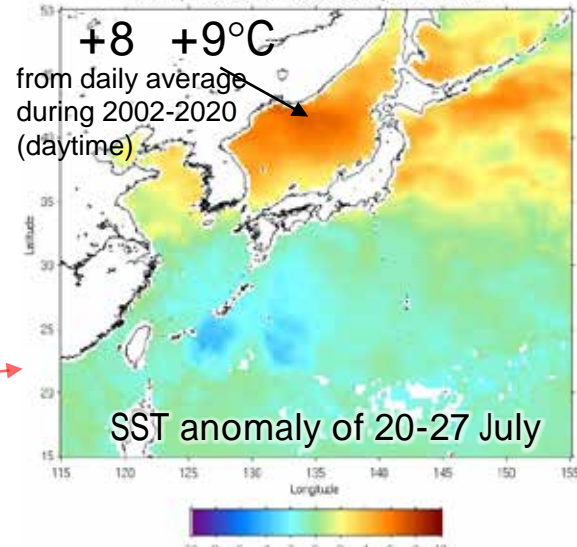 +8 +9°C
from daily average
during 2002-2020
(daytime)
40
35
30
25
20
15
Latitude
SST anomaly of 20-27 July
115 120 125 130 135 140 145 150 155
Longitude